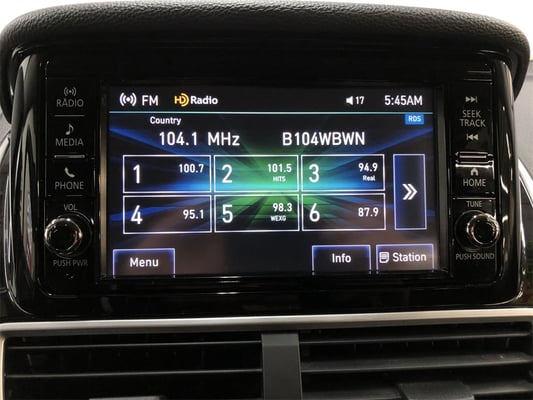 RADIO
MEDIA
PHONE
VOL
PUSH PWR
FM HD Radio 17 5:45AM
Country RDS
104.1 MHz B104WBWN
1 100.7
2 101.5 HITS
3 94.9 Real
4 95.1
5 98.3 WEXG
6 87.9
Menu Info Station
SEEK
TRACK
HOME
TUNE
PUSH SOUND